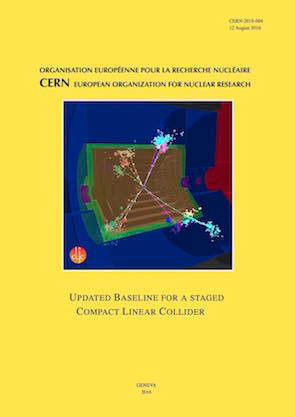 CERN-2016-004
12 August 2016
ORGANISATION EUROPÉENNE POUR LA RECHERCHE NUCLÉAIRE
CERN EUROPEAN ORGANIZATION FOR NUCLEAR RESEARCH
clc
UPDATED BASELINE FOR A STAGED
COMPACT LINEAR COLLIDER
GENEVA
2016